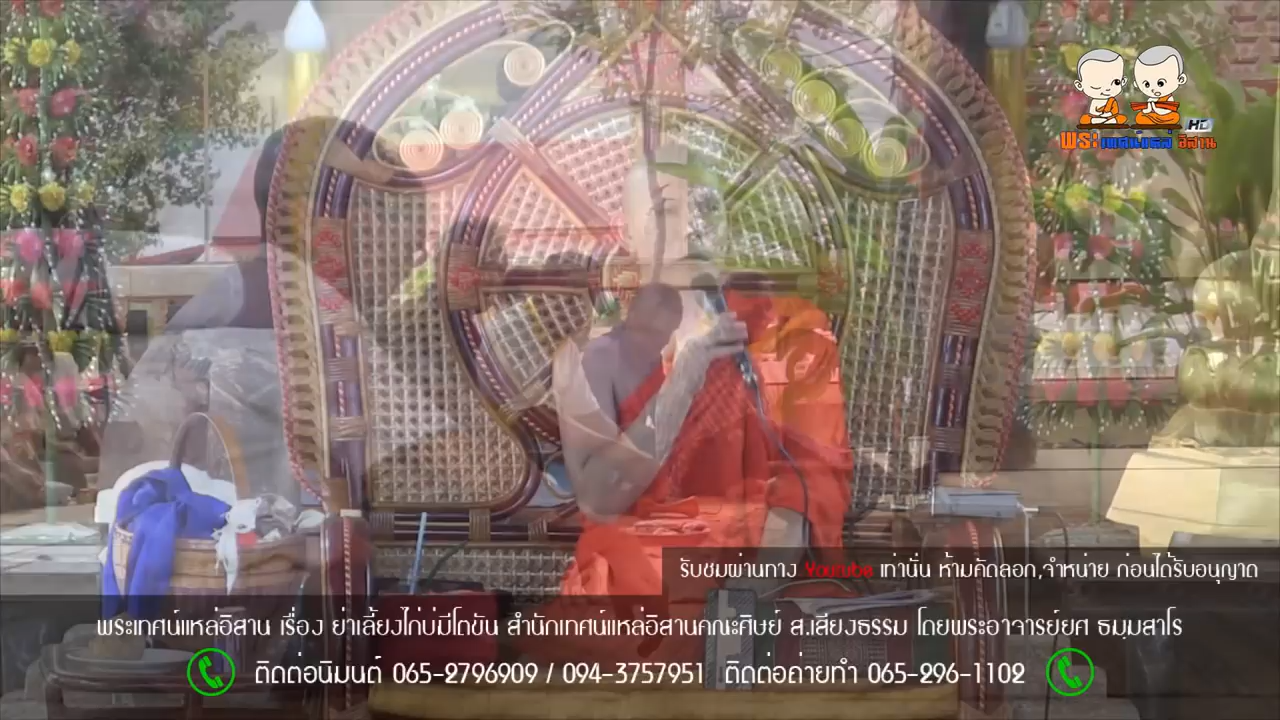 HD
พระเทศน์แหล่ อีสาน
รับชมผ่านทาง Youtube เท่านั่น ห้ามคัดลอก,จำหน่าย ก่อนได้รับอนุญาต
พระเทศน์แหล่อิสาน เรื่อง ย่าเลี้ยงไก่บ่มีโตขัน สำนักเทศน์แหล่อิสานคณะศิษย์ ส.เสียงธรรม โดยพระอาจารย์ยศ ธมฺมสาโร
ติดต่อนิมนต์ 065-2796909 / 094-3757951 ติดต่อถ่ายทำ 065-296-1102